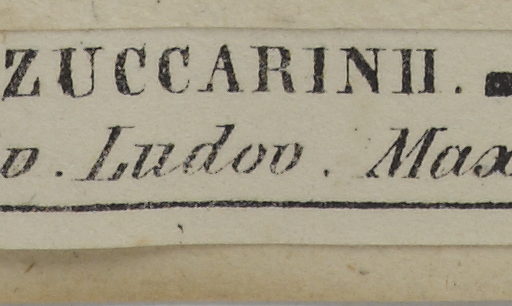 ZUCCARINII.
v. Ludov. Max